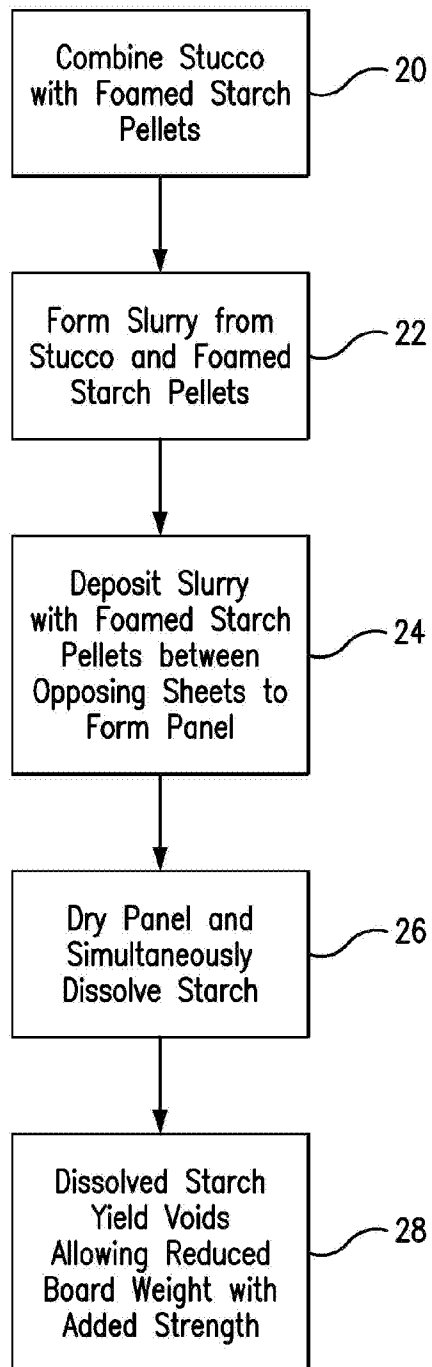 Combine Stucco
with Foamed Starch
Pellets
20
Form Slurry from
Stucco and Foamed
Starch Pellets
22
Deposit Slurry
with Foamed Starch
Pellets between
Opposing Sheets to
Form Panel
24
Dry Panel and
Simultaneously
Dissolve Starch
26
Dissolved Starch
Yield Voids
Allowing Reduced
Board Weight with
Added Strength
28